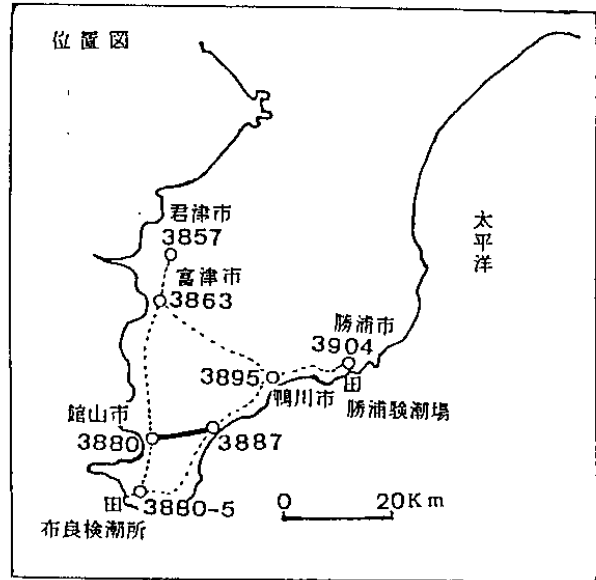 位置図
君津市
3857
富津市
3863
太平洋
勝浦市
3904
3895
鴨川市
勝浦験潮場
館山市
3880
3887
3880-5
布良検潮所
0 20Km